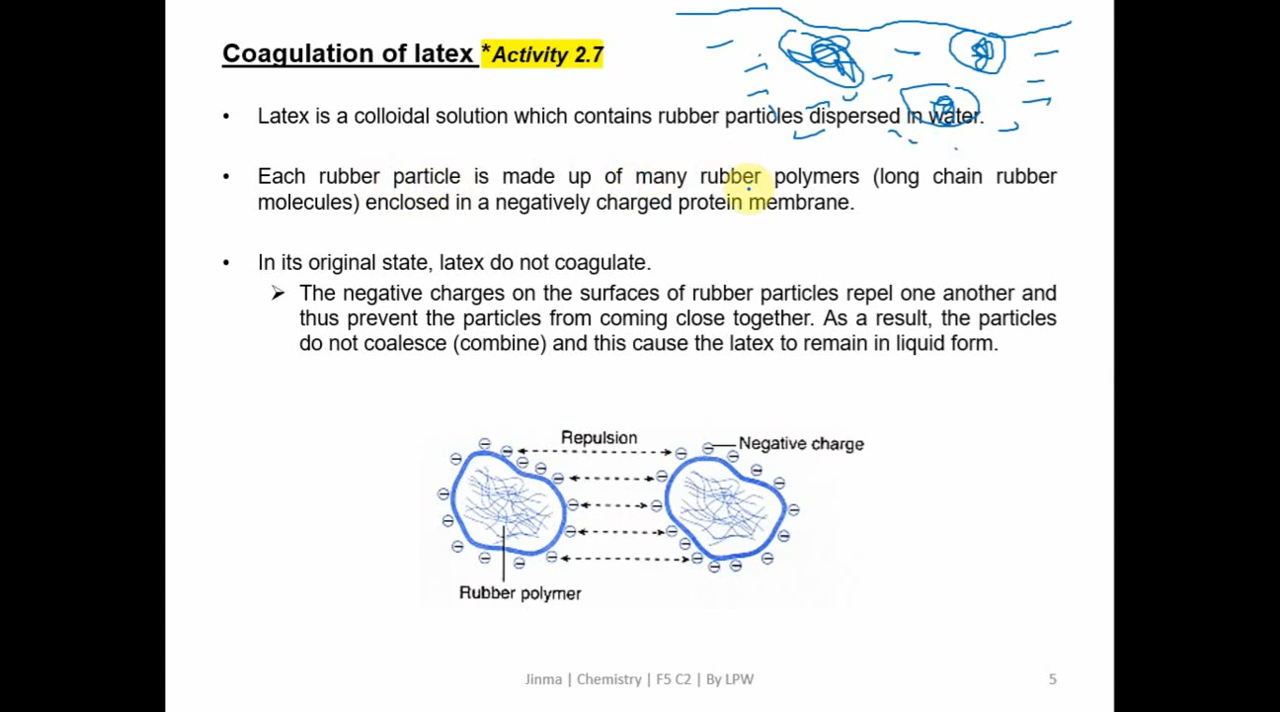 Coagulation of latex *Activity 2.7
• Latex is a colloidal solution which contains rubber particles dispersed in water.
• Each rubber particle is made up of many rubber polymers (long chain rubber
molecules) enclosed in a negatively charged protein membrane.
• In its original state, latex do not coagulate.
➢ The negative charges on the surfaces of rubber particles repel one another and
thus prevent the particles from coming close together. As a result, the particles
do not coalesce (combine) and this cause the latex to remain in liquid form.
Repulsion
Negative charge
Rubber polymer
Jinma | Chemistry | F5 C2 | By LPW
5